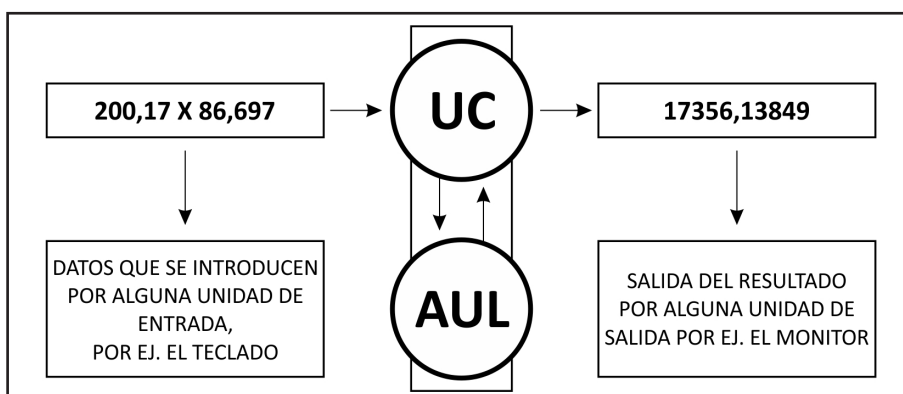 200,17 X 86,697
UC
17356,13849
DATOS QUE SE INTRODUCEN
POR ALGUNA UNIDAD DE
ENTRADA,
POR EJ. EL TECLADO
AUL
SALIDA DEL RESULTADO
POR ALGUNA UNIDAD DE
SALIDA POR EJ. EL MONITOR